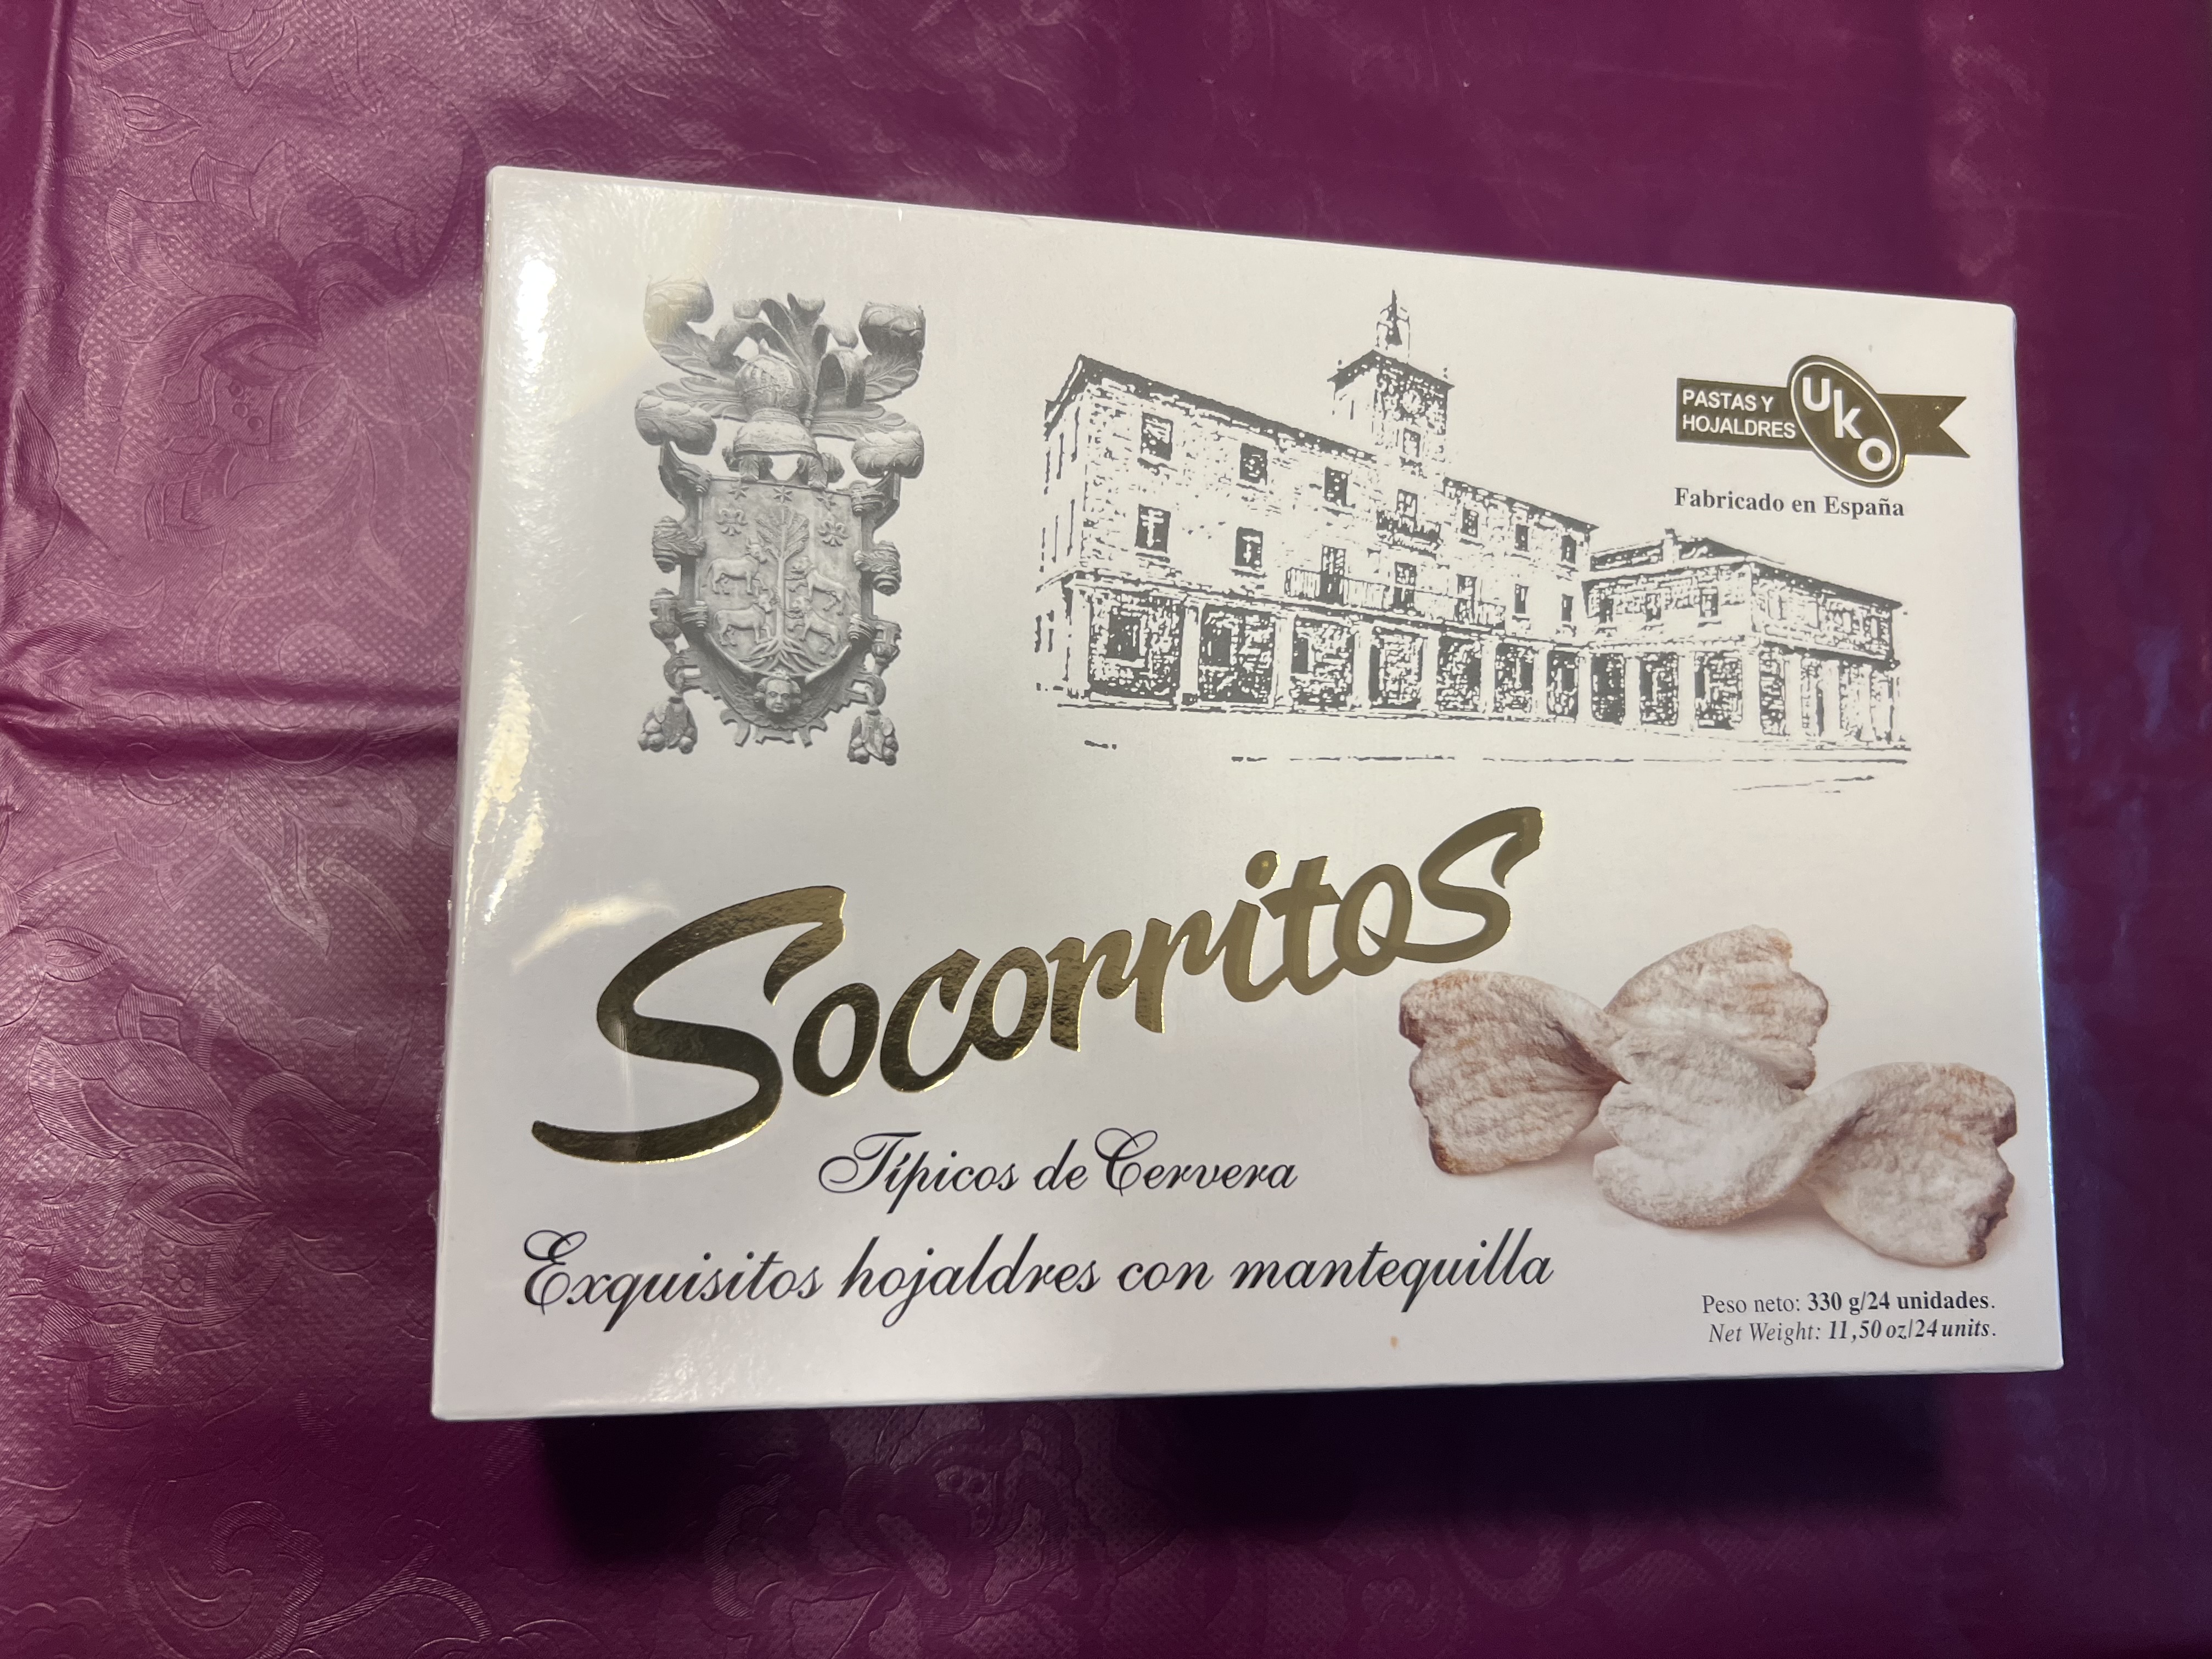 PASTAS Y
HOJALDRES
UKO
Fabricado en España
Socorritos
Típicos de Cervera
Exquisitos hojaldres con mantequilla
Peso neto: 330 g/24 unidades.
Net Weight: 11,50 oz/24 units.